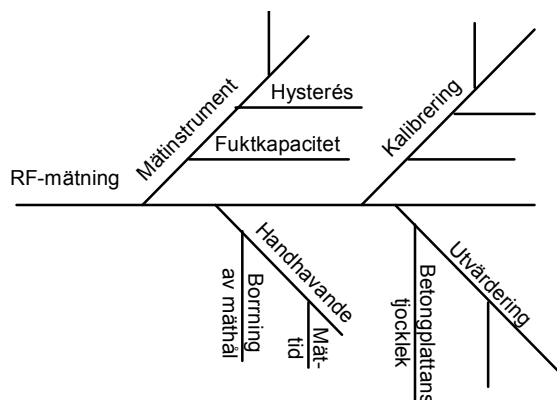 Mätinstrument
Hysterés
Fuktkapacitet
RF-mätning
Kalibrering
Handhavande
Borrning
av mäthål
Mät-
tid
Utvärdering
Betongplattans
tjocklek